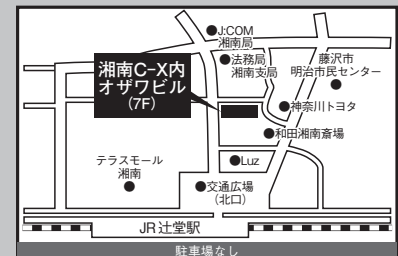 J:COM
湘南局
法務局
湘南支局
藤沢市
明治市民センター
湘南C-X内
オザワビル
(7F)
神奈川トヨタ
和田湘南斎場
テラスモール
湘南
Luz
交通広場
(北口)
JR辻堂駅
駐車場なし